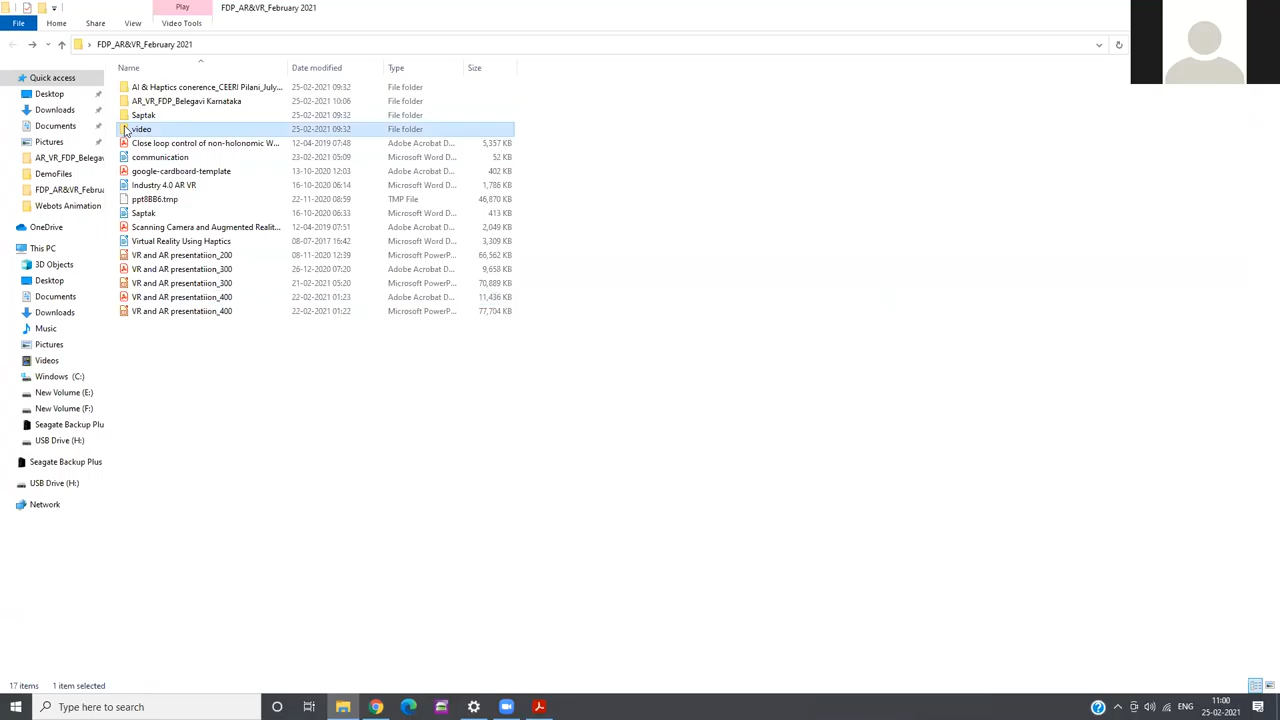 Play
FDP_AR&VR_February 2021
File Home Share View Video Tools
FDP_AR&VR_February 2021
Name Date modified Type Size
Quick access
Desktop
Downloads
Documents
Pictures
AR_VR_FDP_Belegav
DemoFiles
FDP_AR&VR_Februa
Webots Animation
OneDrive
This PC
3D Objects
Desktop
Documents
Downloads
Music
Pictures
Videos
Windows (C:)
New Volume (E:)
New Volume (F:)
Seagate Backup Plu
USB Drive (H:)
Seagate Backup Plus
USB Drive (H:)
Network
AI & Haptics conerence_CEERI Pilani_July... 25-02-2021 09:32 File folder
AR_VR_FDP_Belegavi Karnataka 25-02-2021 10:06 File folder
Saptak 25-02-2021 09:32 File folder
video 25-02-2021 09:32 File folder
Close loop control of non-holonomic W... 12-04-2019 07:48 Adobe Acrobat D... 5,357 KB
communication 23-02-2021 05:09 Microsoft Word D... 52 KB
google-cardboard-template 13-10-2020 12:03 Adobe Acrobat D... 402 KB
Industry 4.0 AR VR 16-10-2020 06:14 Microsoft Word D... 1,786 KB
ppt8BB6.tmp 22-11-2020 08:59 TMP File 46,870 KB
Saptak 16-10-2020 06:33 Microsoft Word D... 413 KB
Scanning Camera and Augmented Realit... 12-04-2019 07:51 Adobe Acrobat D... 2,049 KB
Virtual Reality Using Haptics 08-07-2017 16:42 Microsoft Word D... 3,309 KB
VR and AR presentatiion_200 08-11-2020 12:39 Microsoft PowerP... 66,562 KB
VR and AR presentatiion_300 26-12-2020 07:20 Adobe Acrobat D... 9,658 KB
VR and AR presentatiion_300 21-02-2021 05:20 Microsoft PowerP... 70,889 KB
VR and AR presentatiion_400 22-02-2021 01:23 Adobe Acrobat D... 11,436 KB
VR and AR presentatiion_400 22-02-2021 01:22 Microsoft PowerP... 77,704 KB
17 items 1 item selected
Type here to search
ENG
11:00
25-02-2021